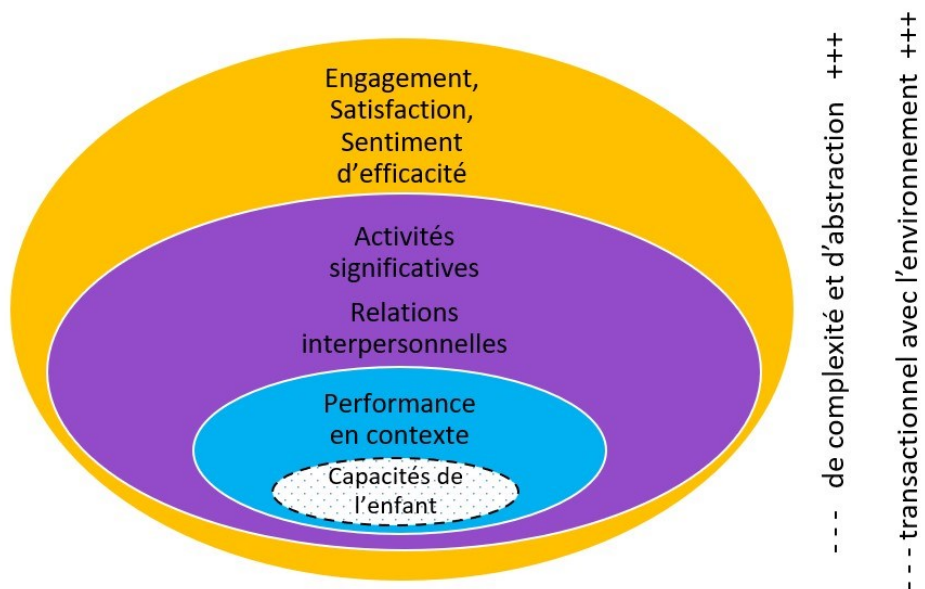 Engagement,
Satisfaction,
Sentiment
d'efficacité
Activités
significatives
Relations
interpersonnelles
Performance
en contexte
Capacités de
l'enfant
--- de complexité et d'abstraction +++
--- transactionnel avec l'environnement +++